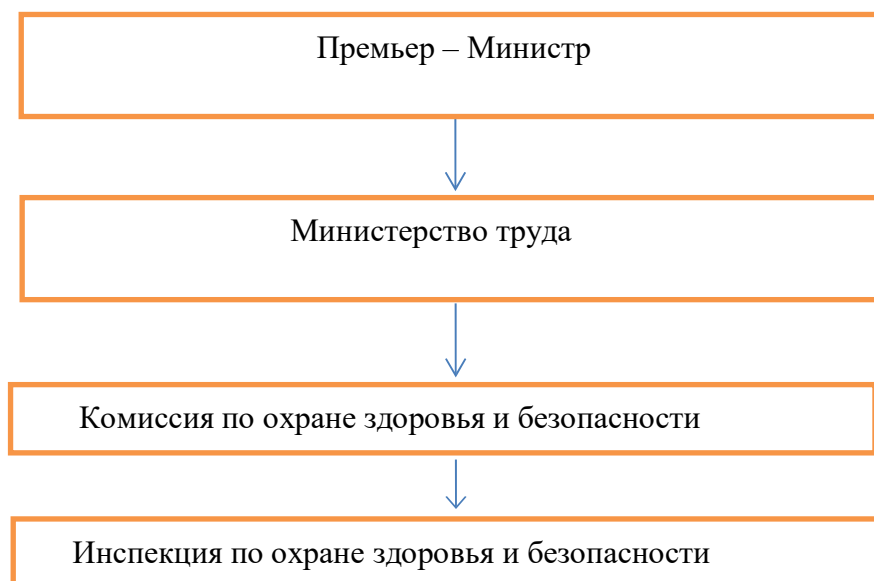 Премьер – Министр
Министерство труда
Комиссия по охране здоровья и безопасности
Инспекция по охране здоровья и безопасности